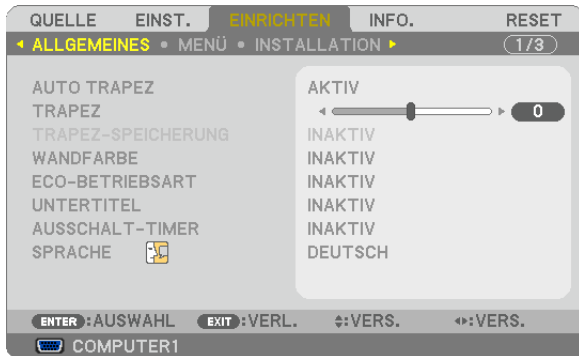 QUELLE EINST. EINRICHTEN INFO. RESET
ALLGEMEINES • MENÜ • INSTALLATION 1/3
AUTO TRAPEZ AKTIV
TRAPEZ 0
TRAPEZ-SPEICHERUNG INAKTIV
WANDFARBE INAKTIV
ECO-BETRIEBSART INAKTIV
UNTERTITEL INAKTIV
AUSSCHALT-TIMER INAKTIV
SPRACHE DEUTSCH
ENTER :AUSWAHL EXIT :VERL. :VERS. :VERS.
COMPUTER1